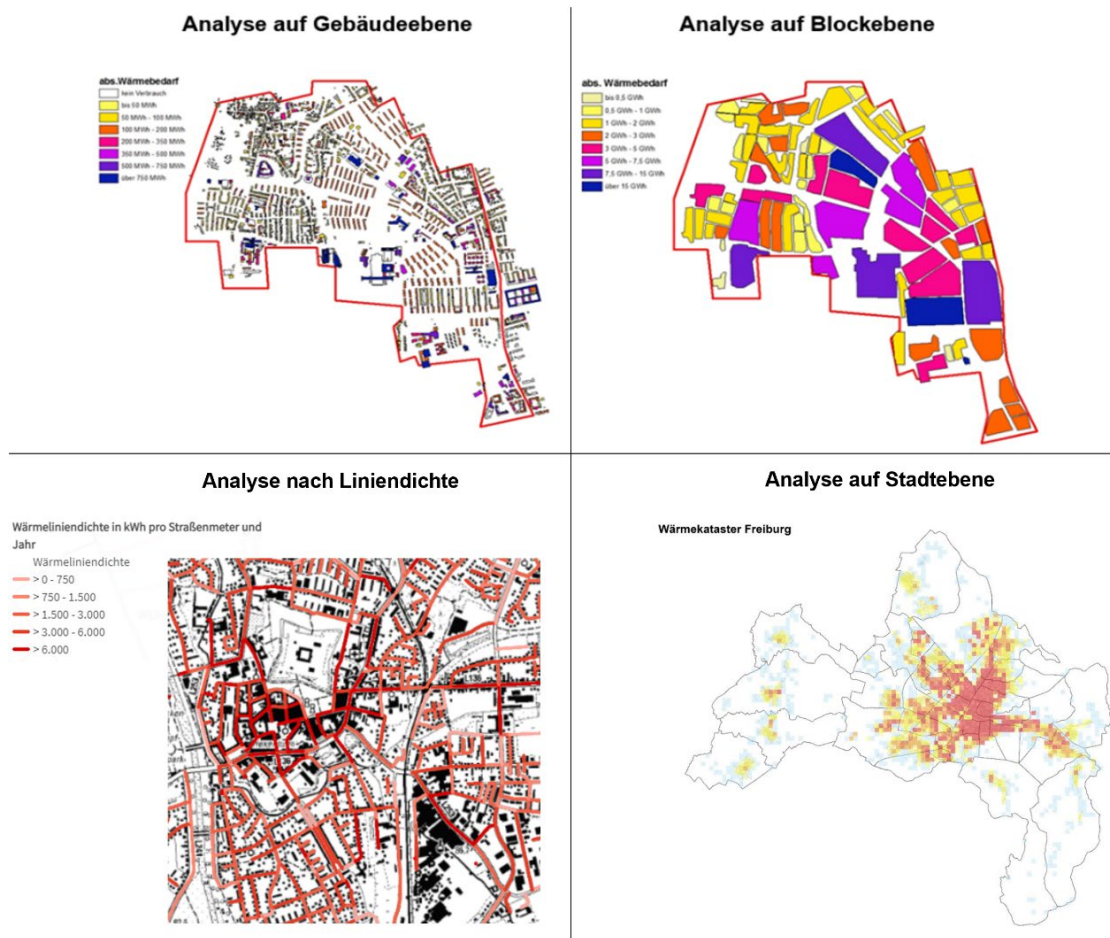 Analyse auf Gebäudeebene
abs.Wärmebedarf
kein Verbrauch
bis 50 MWh
50 MWh - 100 MWh
100 MWh - 200 MWh
200 MWh - 350 MWh
350 MWh - 500 MWh
500 MWh - 750 MWh
über 750 MWh
Analyse auf Blockebene
abs. Wärmebedarf
bis 0,5 GWh
0,5 GWh - 1 GWh
1 GWh - 2 GWh
2 GWh - 3 GWh
3 GWh - 5 GWh
5 GWh - 7,5 GWh
7,5 GWh - 15 GWh
über 15 GWh
Analyse nach Liniendichte
Wärmeliniendichte in kWh pro Straßenmeter und
Jahr
Wärmeliniendichte
> 0 - 750
> 750 - 1.500
> 1.500 - 3.000
> 3.000 - 6.000
> 6.000
L136
Analyse auf Stadtebene
Wärmekataster Freiburg